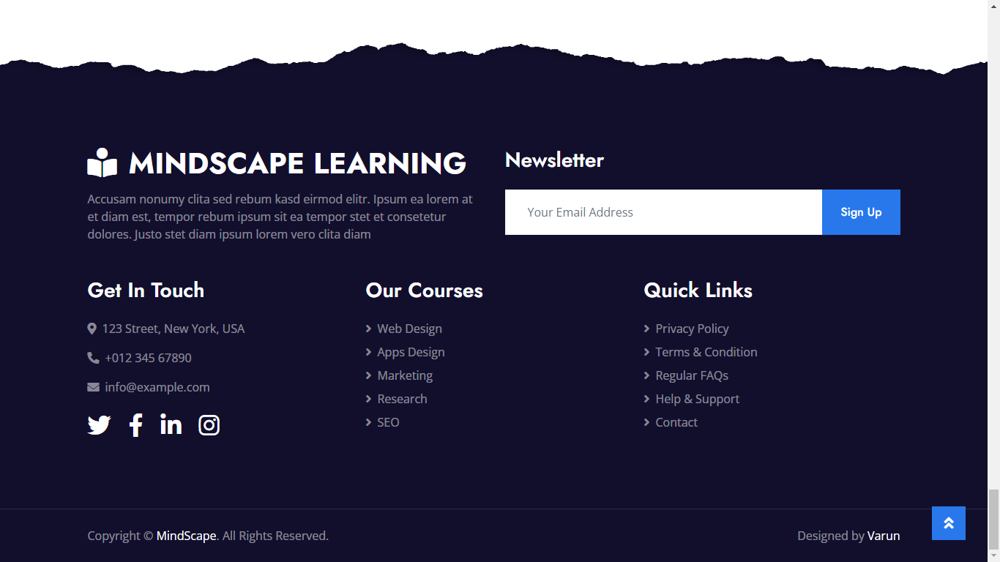 MINDSCAPE LEARNING
Accusam nonumy clita sed rebum kasd eirmod elitr. Ipsum ea lorem at
et diam est, tempor rebum ipsum sit ea tempor stet et consetetur
dolores. Justo stet diam ipsum lorem vero clita diam
Newsletter
Your Email Address
Sign Up
Get In Touch
123 Street, New York, USA
+012 345 67890
info@example.com
Our Courses
Web Design
Apps Design
Marketing
Research
SEO
Quick Links
Privacy Policy
Terms & Condition
Regular FAQs
Help & Support
Contact
Copyright © MindScape. All Rights Reserved.
Designed by Varun